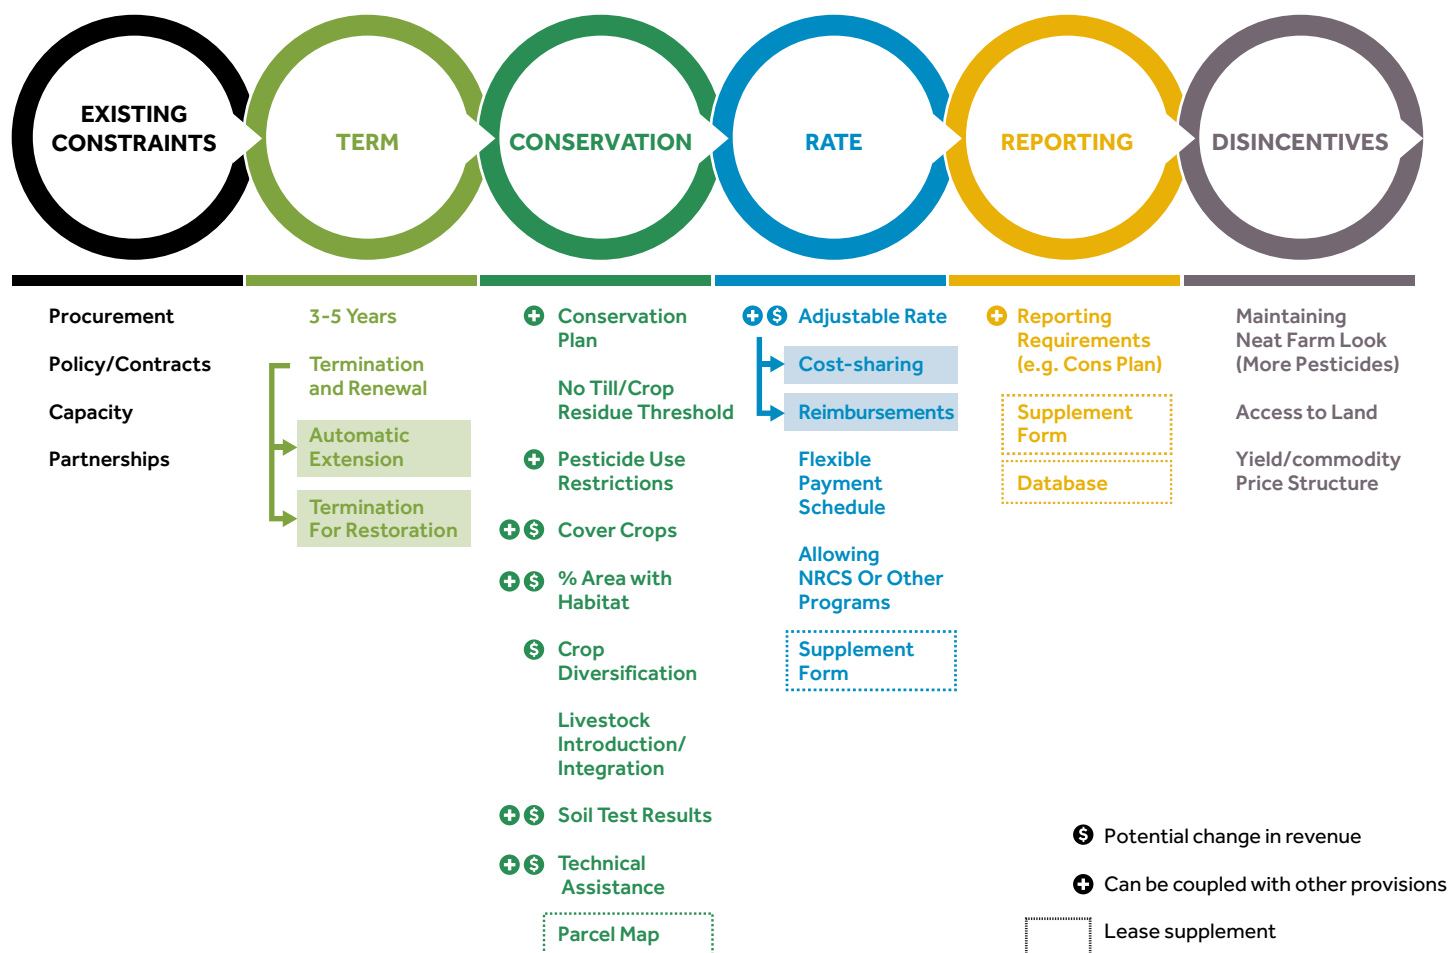 EXISTING
CONSTRAINTS
TERM
CONSERVATION
RATE
REPORTING
DISINCENTIVES
Procurement
Policy/Contracts
Capacity
Partnerships
3-5 Years
Termination
and Renewal
Automatic
Extension
Termination
For Restoration
Conservation
Plan
No Till/Crop
Residue Threshold
Pesticide Use
Restrictions
$ Cover Crops
$ % Area with
Habitat
$ Crop
Diversification
Livestock
Introduction/
Integration
$ Soil Test Results
$ Technical
Assistance
Parcel Map
$ Adjustable Rate
Cost-sharing
Reimbursements
Flexible
Payment
Schedule
Allowing
NRCS Or Other
Programs
Supplement
Form
Reporting
Requirements
(e.g. Cons Plan)
Supplement
Form
Database
Maintaining
Neat Farm Look
(More Pesticides)
Access to Land
Yield/commodity
Price Structure
$ Potential change in revenue
Can be coupled with other provisions
Lease supplement